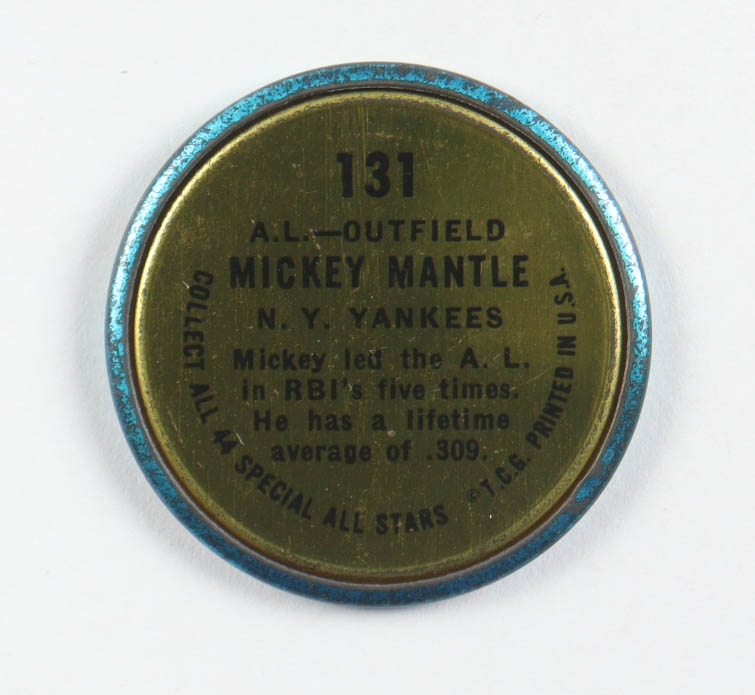 131
A.L.—OUTFIELD
MICKEY MANTLE
N. Y. YANKEES
Mickey led the A. L.
in RBI's five times.
He has a lifetime
average of .309.
COLLECT ALL 44 SPECIAL ALL STARS
©T.C.G. PRINTED IN U.S.A.